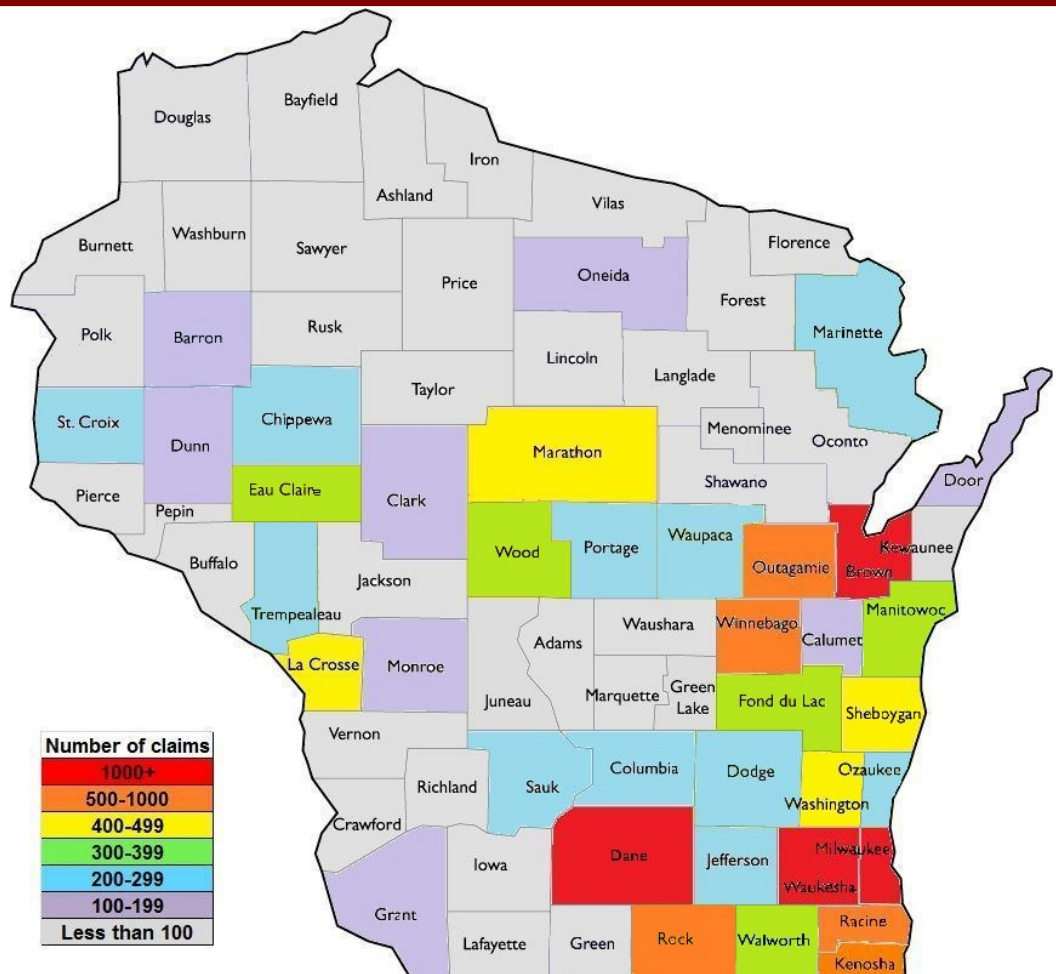 Bayfield
Douglas
Iron
Ashland
Vilas
Washburn
Burnett
Sawyer
Florence
Oneida
Price
Forest
Polk
Barron
Rusk
Marinette
Lincoln
Langlade
Taylor
St. Croix
Chippewa
Menominee
Dunn
Marathon
Oconto
Shawano
Door
Pierce
Eau Claire
Clark
Pepin
Waupaca
Wood
Portage
Kewaunee
Buffalo
Outagamie
Brown
Jackson
Trempealeau
Manitowoc
Waushara
Winnebago
Adams
Calumet
La Crosse
Monroe
Marquette
Green
Lake
Juneau
Fond du Lac
Sheboygan
Vernon
Columbia
Dodge
Ozaukee
Richland
Sauk
Washington
Crawford
Milwaukee
Dane
Jefferson
Iowa
Waukesha
Grant
Racine
Rock
Walworth
Lafayette
Green
Kenosha
Number of claims
1000+
500-1000
400-499
300-399
200-299
100-199
Less than 100